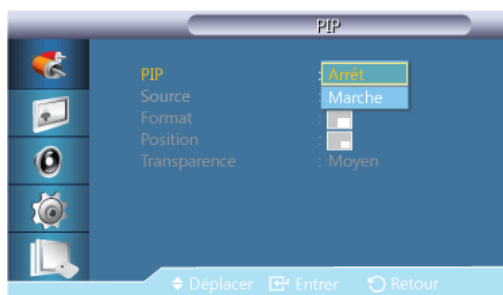 PIP
PIP : Arrêt
Marche
Source :
Format :
Position :
Transparence : Moyen
Déplacer Entrer Retour